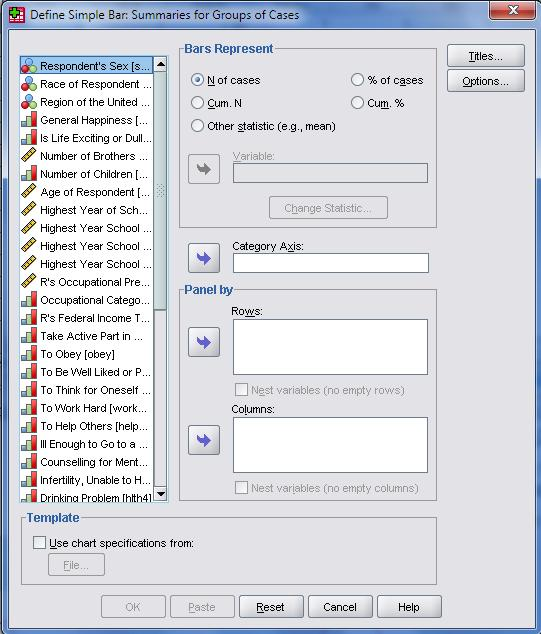 Define Simple Bar: Summaries for Groups of Cases
Respondent's Sex [s...
Race of Respondent ...
Region of the United ...
General Happiness [...
Is Life Exciting or Dull...
Number of Brothers ...
Number of Children [...
Age of Respondent [...
Highest Year of Sch...
Highest Year School ...
Highest Year School ...
Highest Year School ...
R's Occupational Pre...
Occupational Catego...
R's Federal Income T...
Take Active Part in ...
To Obey [obey]
To Be Well Liked or P...
To Think for Oneself ...
To Work Hard [work...
To Help Others [help...
Ill Enough to Go to a ...
Counselling for Ment...
Infertility, Unable to H...
Drinking Problem [hlth4]
Bars Represent
N of cases
% of cases
Cum. N
Cum. %
Other statistic (e.g., mean)
Variable:
Change Statistic...
Category Axis:
Panel by
Rows:
Nest variables (no empty rows)
Columns:
Nest variables (no empty columns)
Titles...
Options...
Template
Use chart specifications from:
File...
OK
Paste
Reset
Cancel
Help